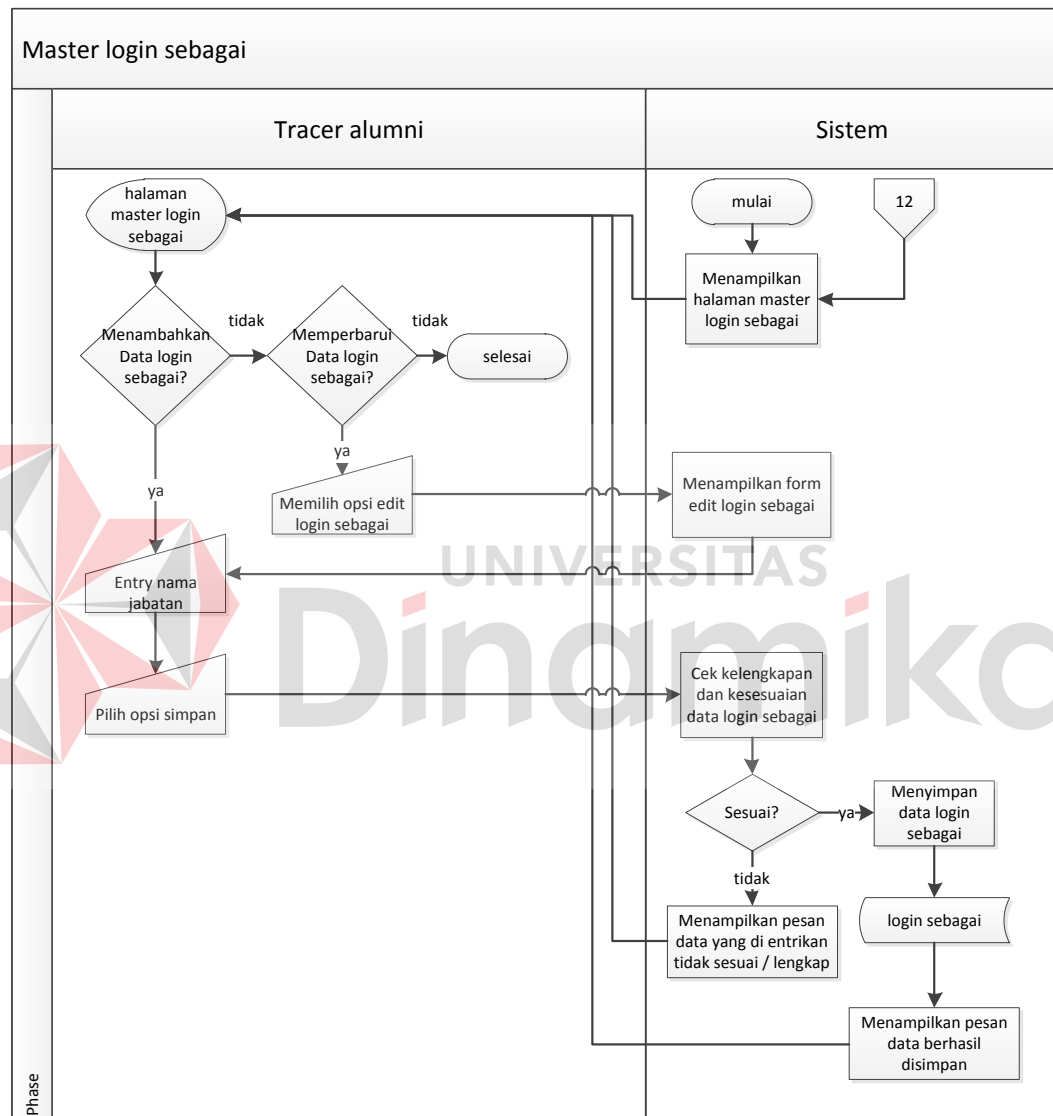 Master login sebagai
Tracer alumni
Sistem
halaman
master login
sebagai
mulai
12
Menampilkan
halaman master
login sebagai
Menambahkan
Data login
sebagai?
tidak
Memperbarui
Data login
sebagai?
tidak
selesai
ya
ya
Memilih opsi edit
login sebagai
Menampilkan form
edit login sebagai
UNIVERSITAS
Dinamika
Entry nama
jabatan
Pilih opsi simpan
Cek kelengkapan
dan kesesuaian
data login sebagai
Sesuai?
ya
Menyimpan
data login
sebagai
tidak
Menampilkan pesan
data yang di entrikan
tidak sesuai / lengkap
login sebagai
Menampilkan pesan
data berhasil
disimpan
Phase